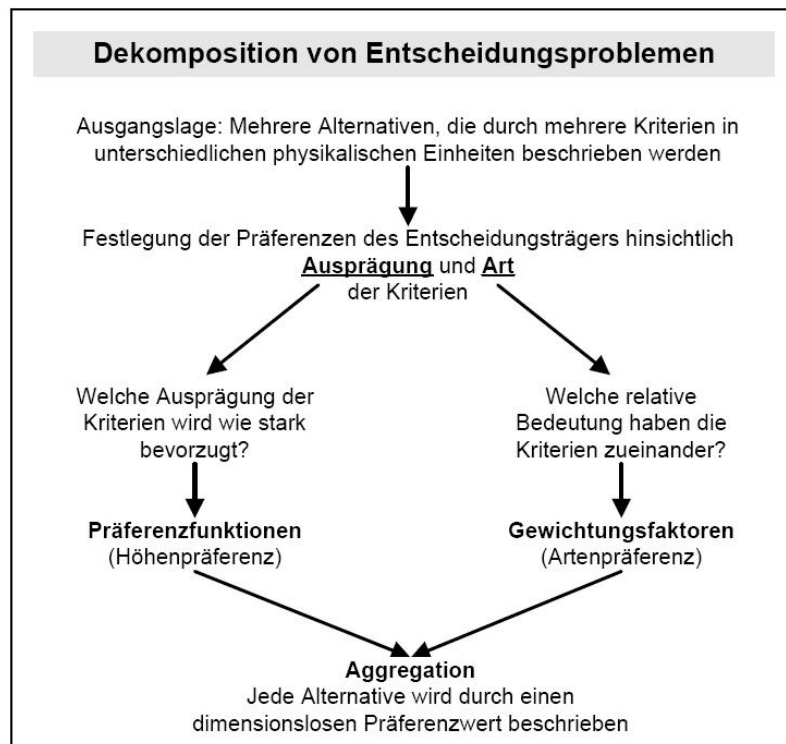 Dekomposition von Entscheidungsproblemen
Ausgangslage: Mehrere Alternativen, die durch mehrere Kriterien in
unterschiedlichen physikalischen Einheiten beschrieben werden
Festlegung der Präferenzen des Entscheidungsträgers hinsichtlich
Ausprägung und Art
der Kriterien
Welche Ausprägung der
Kriterien wird wie stark
bevorzugt?
Präferenzfunktionen
(Höhenpräferenz)
Welche relative
Bedeutung haben die
Kriterien zueinander?
Gewichtungsfaktoren
(Artenpräferenz)
Aggregation
Jede Alternative wird durch einen
dimensionslosen Präferenzwert beschrieben